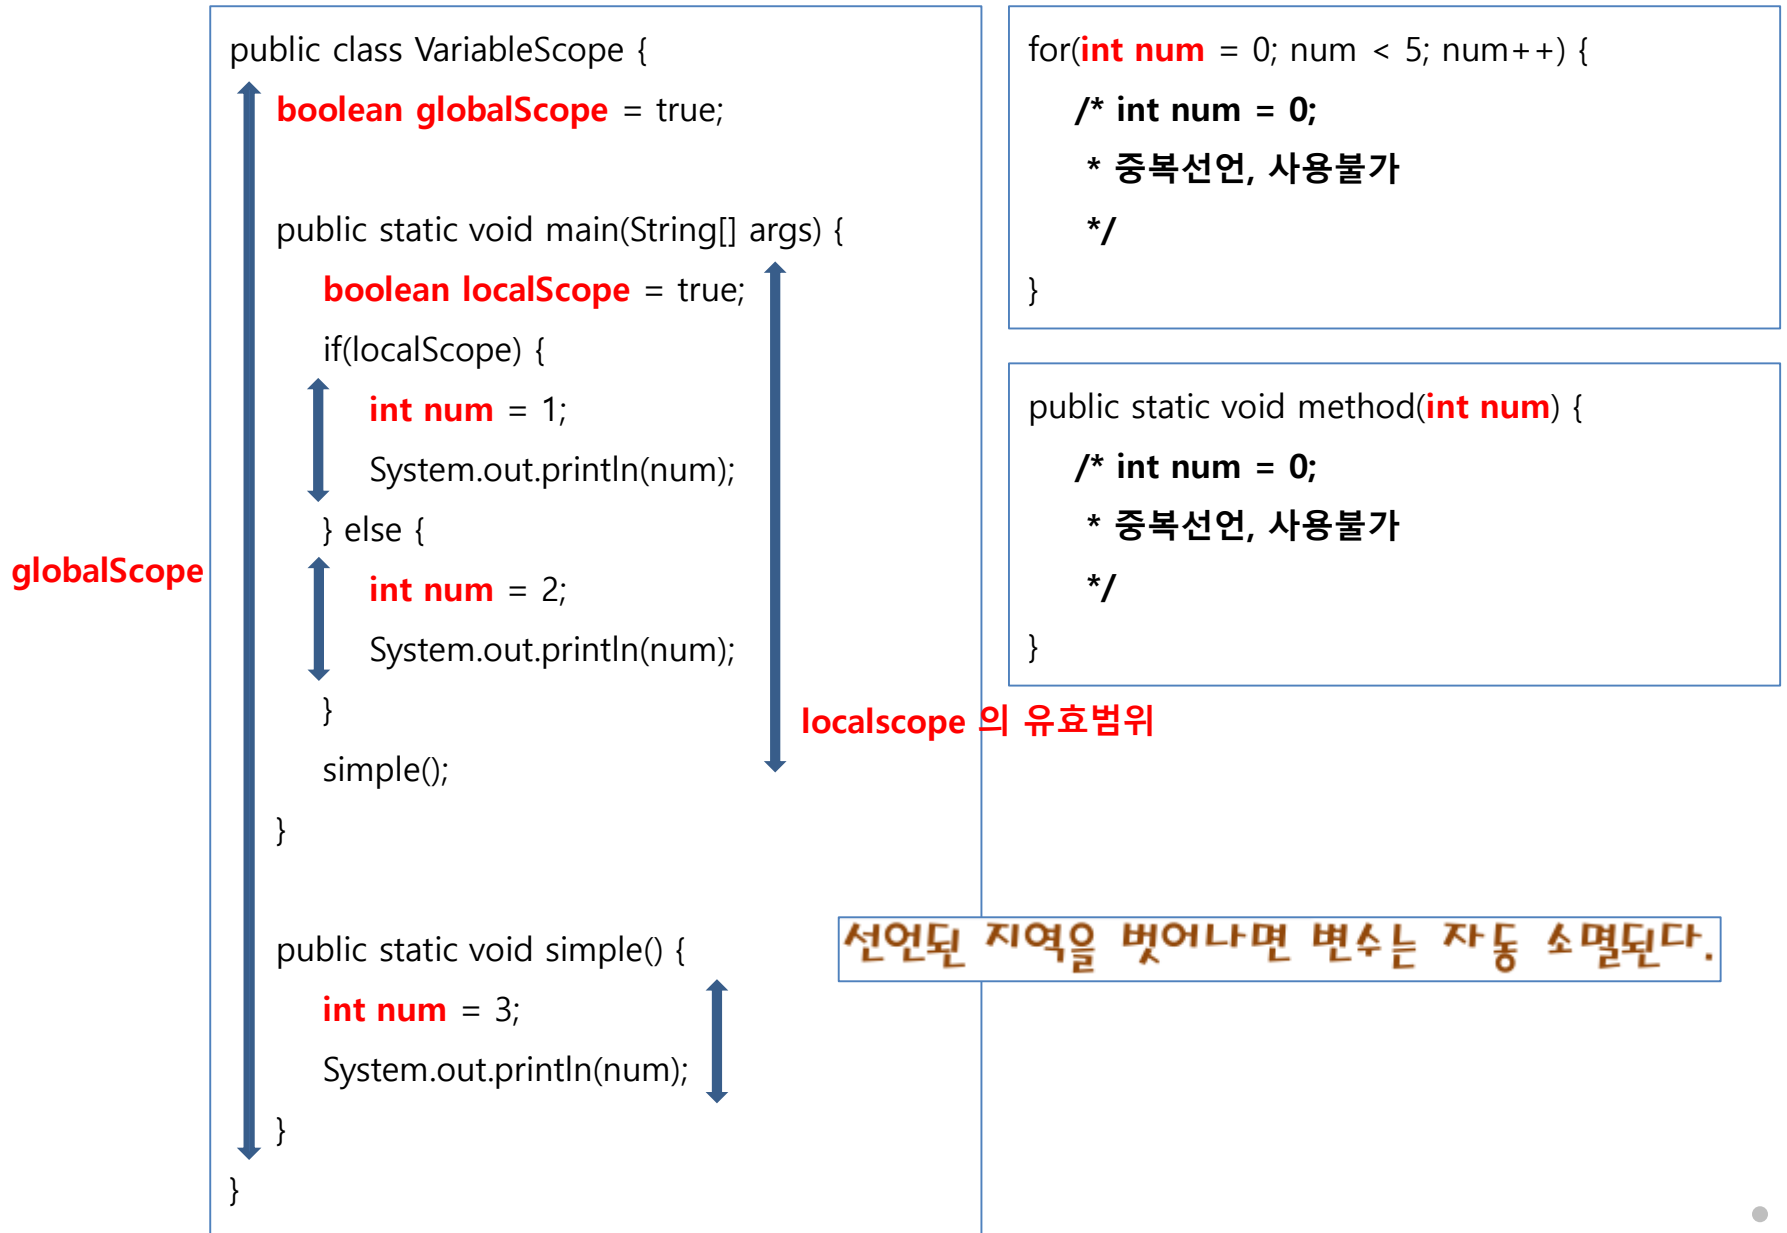 public class VariableScope {
boolean globalScope = true;
public static void main(String[] args) {
boolean localScope = true;
if(localScope) {
int num = 1;
System.out.println(num);
} else {
int num = 2;
System.out.println(num);
}
simple();
}
public static void simple() {
int num = 3;
System.out.println(num);
}
}
globalScope
localscope 의 유효범위
for(int num = 0; num < 5; num++) {
/* int num = 0;
* 중복선언, 사용불가
*/
}
public static void method(int num) {
/* int num = 0;
* 중복선언, 사용불가
*/
}
선언된 지역을 벗어나면 변수는 자동 소멸된다.